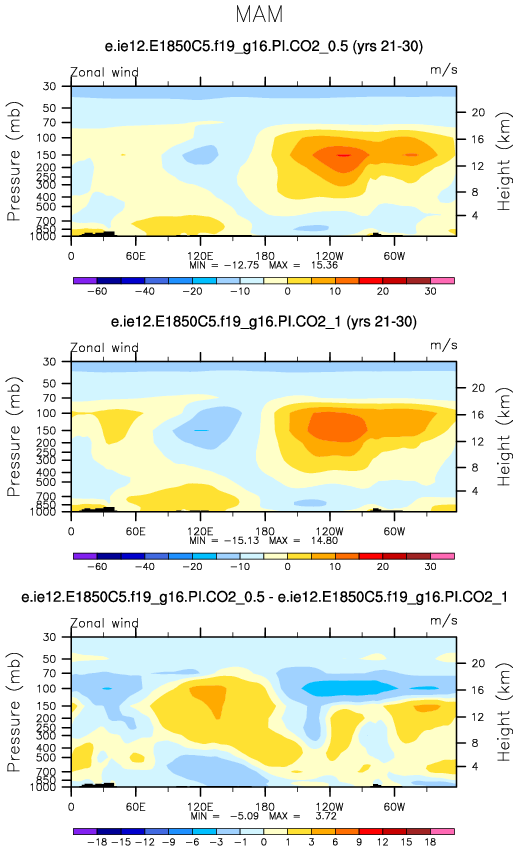 MAM
e.ie12.E1850C5.f19_g16.PI.CO2_0.5 (yrs 21-30)
Zonal wind m/s
Pressure (mb)
30
50
70
100
150
200
250
300
400
500
700
850
1000
Height (km)
20
16
12
8
4
0 60E 120E 180 120W 60W
MIN = -12.75 MAX = 15.36
-60 -40 -20 -10 0 5 10 15 20 30
e.ie12.E1850C5.f19_g16.PI.CO2_1 (yrs 21-30)
Zonal wind m/s
Pressure (mb)
30
50
70
100
150
200
250
300
400
500
700
850
1000
Height (km)
20
16
12
8
4
0 60E 120E 180 120W 60W
MIN = -15.13 MAX = 14.80
-60 -40 -20 -10 0 5 10 15 20 30
e.ie12.E1850C5.f19_g16.PI.CO2_0.5 - e.ie12.E1850C5.f19_g16.PI.CO2_1
Zonal wind m/s
Pressure (mb)
30
50
70
100
150
200
250
300
400
500
700
850
1000
Height (km)
20
16
12
8
4
0 60E 120E 180 120W 60W
MIN = -5.09 MAX = 3.72
-18 -15 -12 -9 -6 -3 -1 0 1 3 6 9 12 15 18